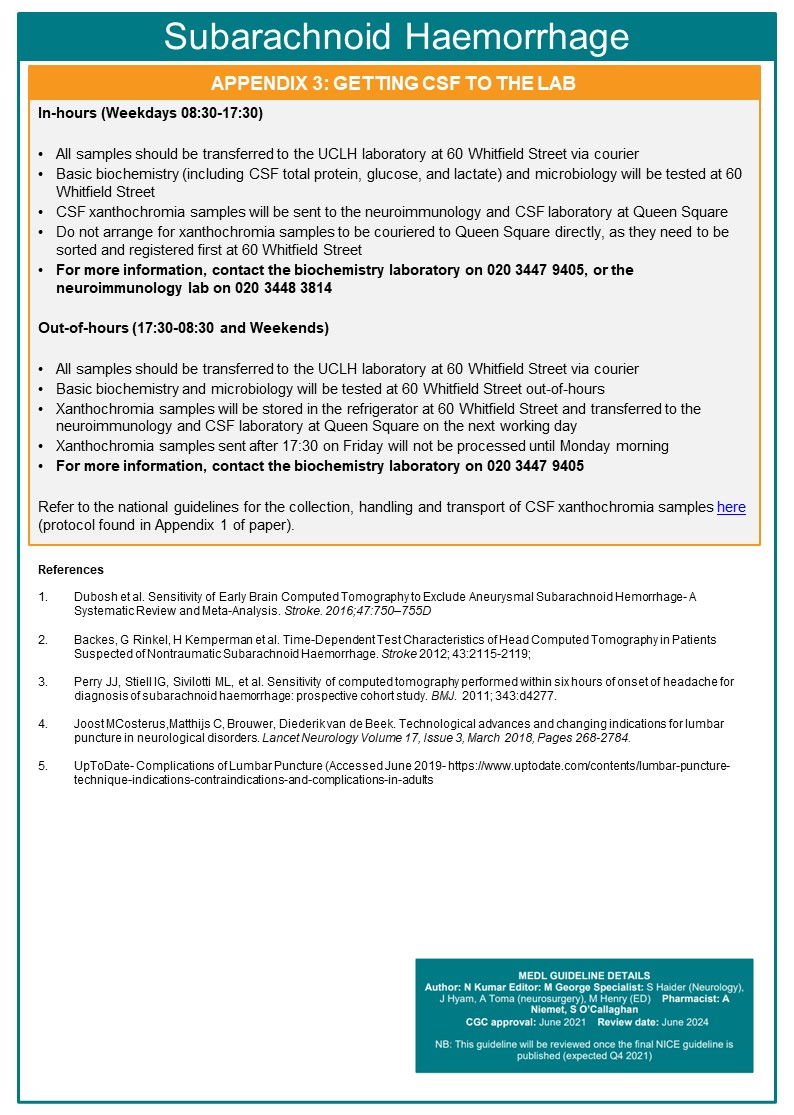 Subarachnoid Haemorrhage
APPENDIX 3: GETTING CSF TO THE LAB
In-hours (Weekdays 08:30-17:30)
• All samples should be transferred to the UCLH laboratory at 60 Whitfield Street via courier
• Basic biochemistry (including CSF total protein, glucose, and lactate) and microbiology will be tested at 60
Whitfield Street
• CSF xanthochromia samples will be sent to the neuroimmunology and CSF laboratory at Queen Square
• Do not arrange for xanthochromia samples to be couriered to Queen Square directly, as they need to be
sorted and registered first at 60 Whitfield Street
• For more information, contact the biochemistry laboratory on 020 3447 9405, or the
neuroimmunology lab on 020 3448 3814
Out-of-hours (17:30-08:30 and Weekends)
• All samples should be transferred to the UCLH laboratory at 60 Whitfield Street via courier
• Basic biochemistry and microbiology will be tested at 60 Whitfield Street out-of-hours
• Xanthochromia samples will be stored in the refrigerator at 60 Whitfield Street and transferred to the
neuroimmunology and CSF laboratory at Queen Square on the next working day
• Xanthochromia samples sent after 17:30 on Friday will not be processed until Monday morning
• For more information, contact the biochemistry laboratory on 020 3447 9405
Refer to the national guidelines for the collection, handling and transport of CSF xanthochromia samples here
(protocol found in Appendix 1 of paper).
References
1. Dubosh et al. Sensitivity of Early Brain Computed Tomography to Exclude Aneurysmal Subarachnoid Hemorrhage- A
Systematic Review and Meta-Analysis. Stroke. 2016;47:750–755D
2. Backes, G Rinkel, H Kemperman et al. Time-Dependent Test Characteristics of Head Computed Tomography in Patients
Suspected of Nontraumatic Subarachnoid Haemorrhage. Stroke 2012; 43:2115-2119;
3. Perry JJ, Stiell IG, Sivilotti ML, et al. Sensitivity of computed tomography performed within six hours of onset of headache for
diagnosis of subarachnoid haemorrhage: prospective cohort study. BMJ. 2011; 343:d4277.
4. Joost M Costerus, Matthijs C, Brouwer, Diederik van de Beek. Technological advances and changing indications for lumbar
puncture in neurological disorders. Lancet Neurology Volume 17, Issue 3, March 2018, Pages 268-2784.
5. UpToDate- Complications of Lumbar Puncture (Accessed June 2019- https://www.uptodate.com/contents/lumbar-puncture-
technique-indications-contraindications-and-complications-in-adults
MEDL GUIDELINE DETAILS
Author: N Kumar Editor: M George Specialist: S Haider (Neurology),
J Hyam, A Toma (neurosurgery), M Henry (ED) Pharmacist: A
Niemet, S O'Callaghan
CGC approval: June 2021 Review date: June 2024
NB: This guideline will be reviewed once the final NICE guideline is
published (expected Q4 2021)